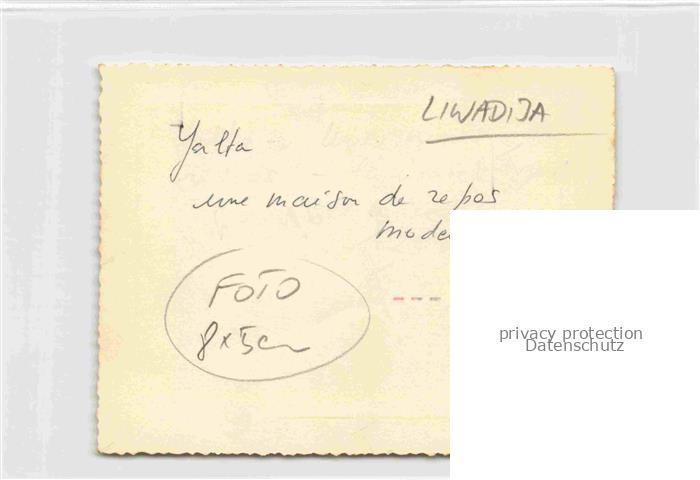 LIWADIJA
Yalta
une maison de repos
FOTO
8x5cm
privacy protection
Datenschutz